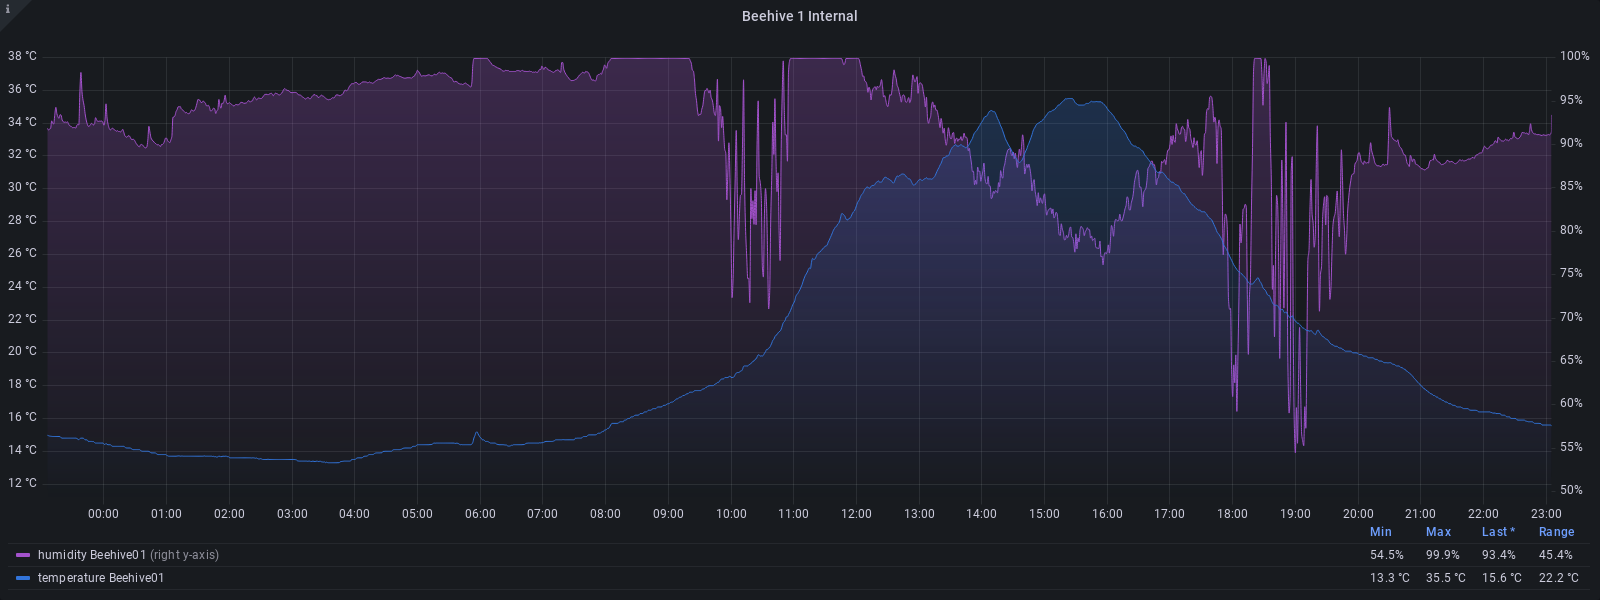 i
Beehive 1 Internal
38 °C 100%
36 °C 95%
34 °C 90%
32 °C 85%
30 °C 80%
28 °C 75%
26 °C 70%
24 °C 65%
22 °C 60%
20 °C 55%
18 °C 50%
16 °C
14 °C
12 °C
00:00 01:00 02:00 03:00 04:00 05:00 06:00 07:00 08:00 09:00 10:00 11:00 12:00 13:00 14:00 15:00 16:00 17:00 18:00 19:00 20:00 21:00 22:00 23:00
Min Max Last * Range
humidity Beehive01 (right y-axis) 54.5% 99.9% 93.4% 45.4%
temperature Beehive01 13.3 °C 35.5 °C 15.6 °C 22.2 °C